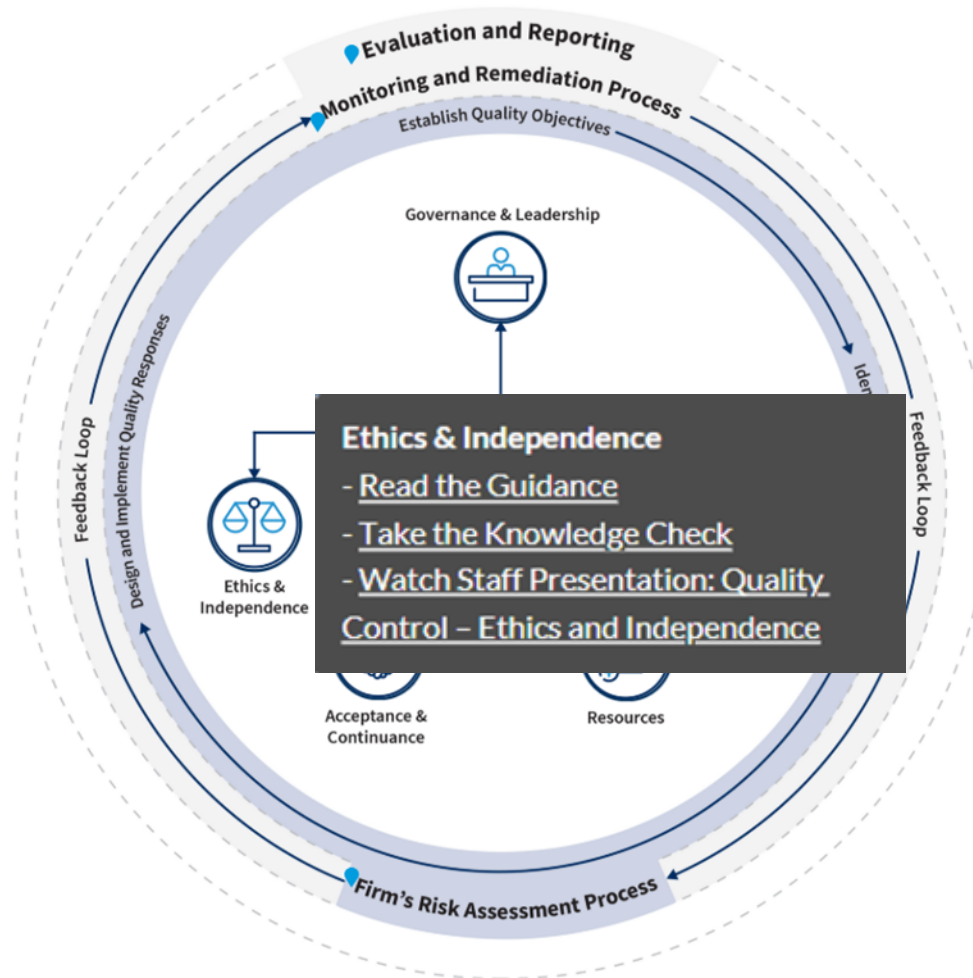 Evaluation and Reporting
Monitoring and Remediation Process
Establish Quality Objectives
Governance & Leadership
Design and Implement Quality Responses
Feedback Loop
Feedback Loop
Ethics & Independence
- Read the Guidance
- Take the Knowledge Check
- Watch Staff Presentation: Quality
Control – Ethics and Independence
Ethics &
Independence
Acceptance &
Continuance
Resources
Firm's Risk Assessment Process